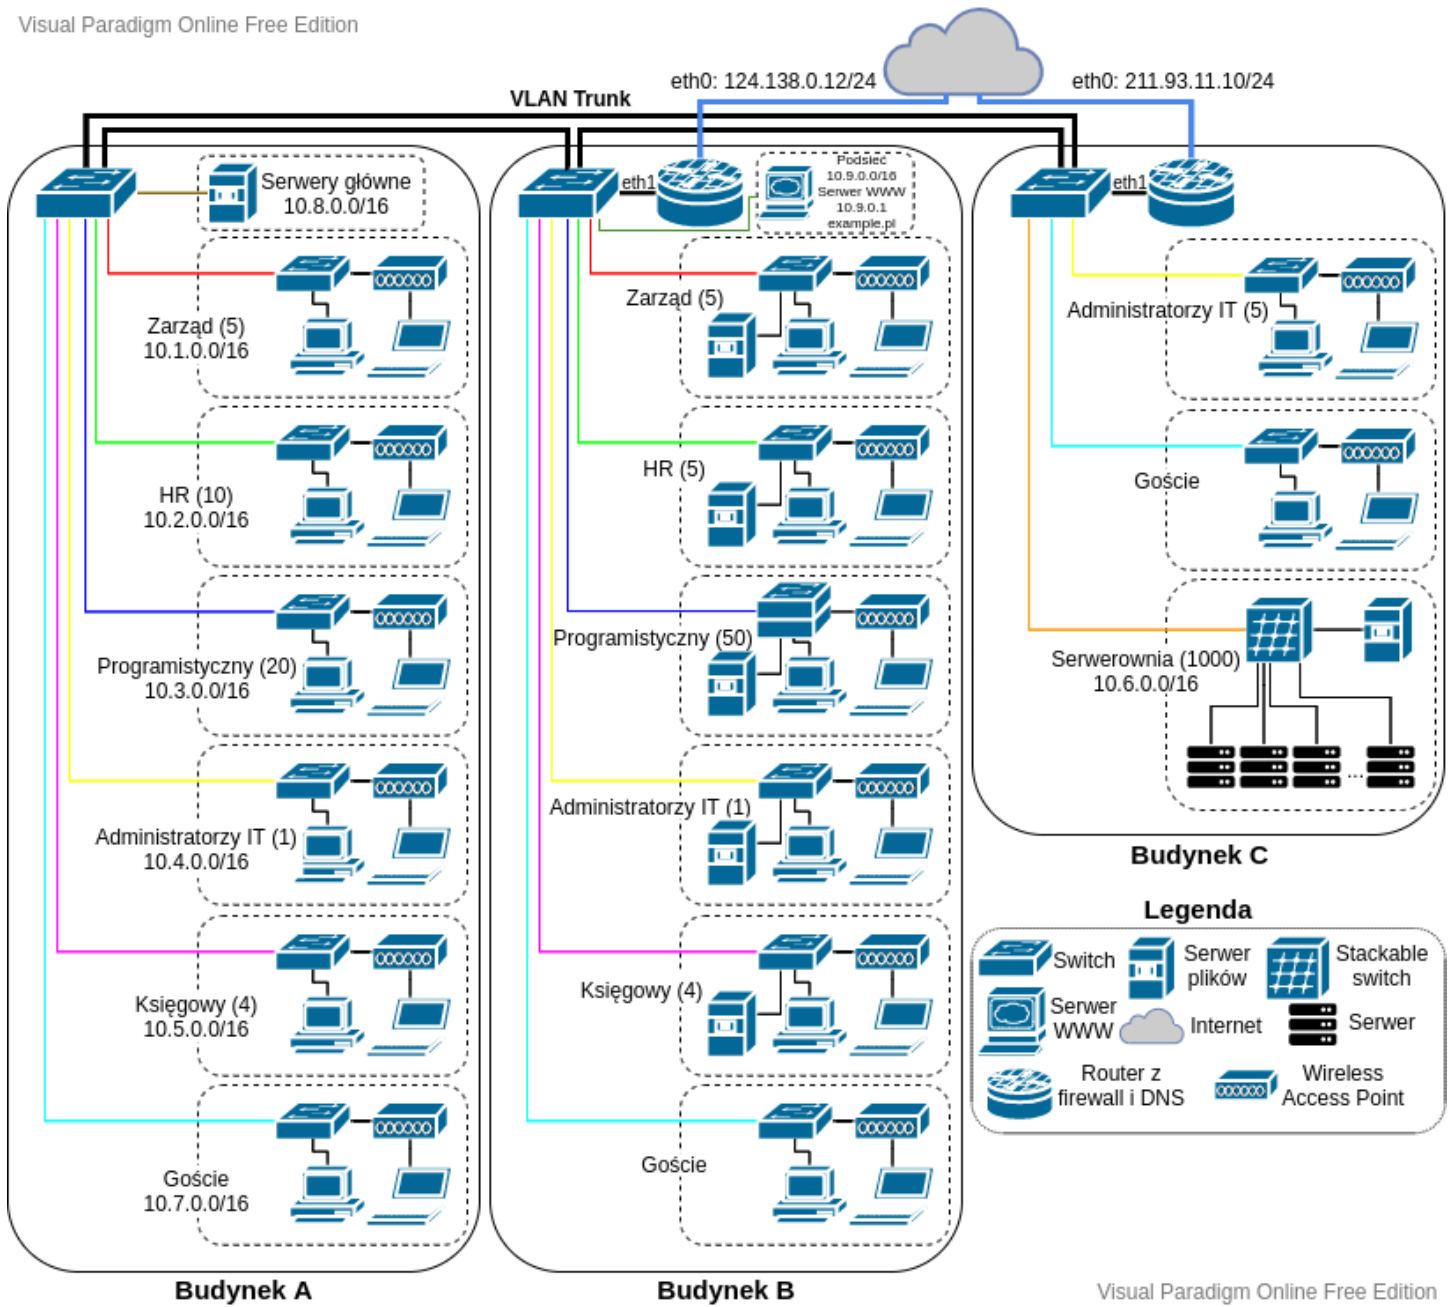 Visual Paradigm Online Free Edition
eth0: 124.138.0.12/24
eth0: 211.93.11.10/24
VLAN Trunk
Serwery główne
10.8.0.0/16
Zarząd (5)
10.1.0.0/16
HR (10)
10.2.0.0/16
Programistyczny (20)
10.3.0.0/16
Administratorzy IT (1)
10.4.0.0/16
Księgowy (4)
10.5.0.0/16
Goście
10.7.0.0/16
Budynek A
eth1
Podsieć
10.9.0.0/16
Serwer WWW
10.9.0.1
example.pl
Zarząd (5)
HR (5)
Programistyczny (50)
Administratorzy IT (1)
Księgowy (4)
Goście
Budynek B
eth1
Administratorzy IT (5)
Goście
Serwerownia (1000)
10.6.0.0/16
...
Budynek C
Legenda
Switch
Serwer
plików
Stackable
switch
Serwer
WWW
Internet
Serwer
Router z
firewall i DNS
Wireless
Access Point
Visual Paradigm Online Free Edition